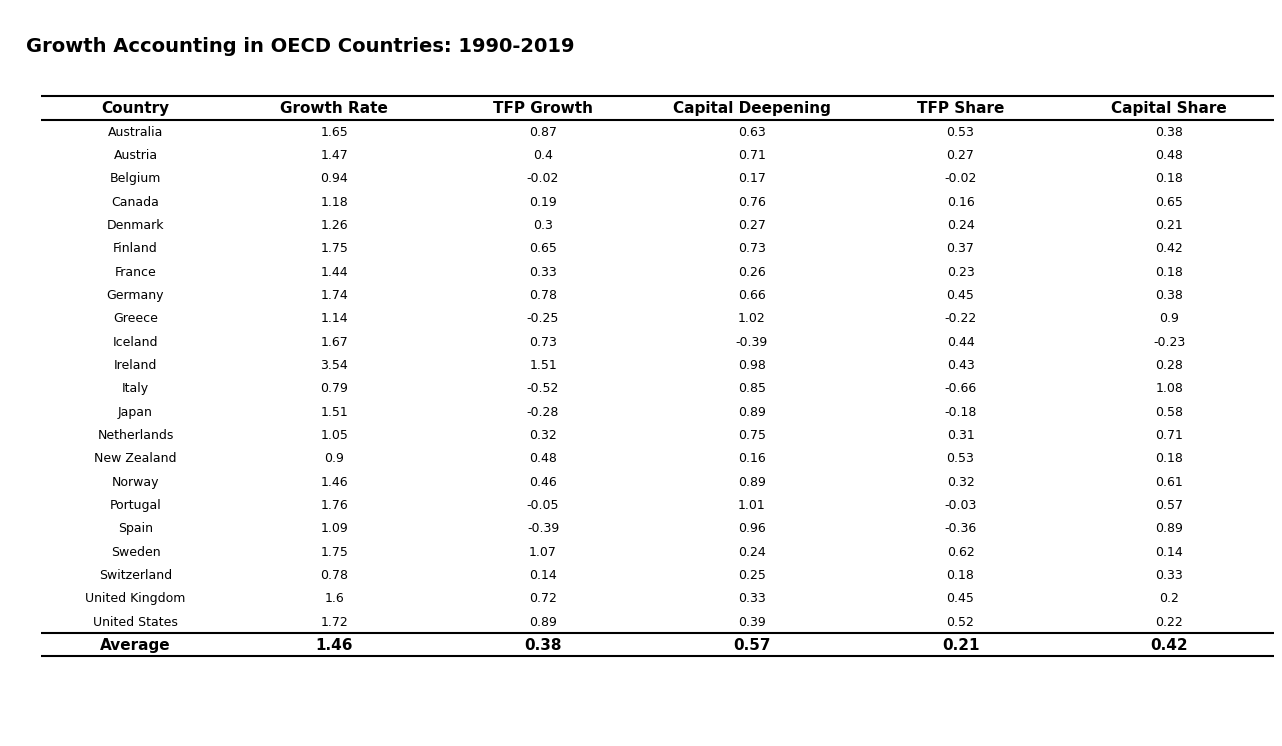 Growth Accounting in OECD Countries: 1990-2019
Country Growth Rate TFP Growth Capital Deepening TFP Share Capital Share
Australia 1.65 0.87 0.63 0.53 0.38
Austria 1.47 0.4 0.71 0.27 0.48
Belgium 0.94 -0.02 0.17 -0.02 0.18
Canada 1.18 0.19 0.76 0.16 0.65
Denmark 1.26 0.3 0.27 0.24 0.21
Finland 1.75 0.65 0.73 0.37 0.42
France 1.44 0.33 0.26 0.23 0.18
Germany 1.74 0.78 0.66 0.45 0.38
Greece 1.14 -0.25 1.02 -0.22 0.9
Iceland 1.67 0.73 -0.39 0.44 -0.23
Ireland 3.54 1.51 0.98 0.43 0.28
Italy 0.79 -0.52 0.85 -0.66 1.08
Japan 1.51 -0.28 0.89 -0.18 0.58
Netherlands 1.05 0.32 0.75 0.31 0.71
New Zealand 0.9 0.48 0.16 0.53 0.18
Norway 1.46 0.46 0.89 0.32 0.61
Portugal 1.76 -0.05 1.01 -0.03 0.57
Spain 1.09 -0.39 0.96 -0.36 0.89
Sweden 1.75 1.07 0.24 0.62 0.14
Switzerland 0.78 0.14 0.25 0.18 0.33
United Kingdom 1.6 0.72 0.33 0.45 0.2
United States 1.72 0.89 0.39 0.52 0.22
Average 1.46 0.38 0.57 0.21 0.42